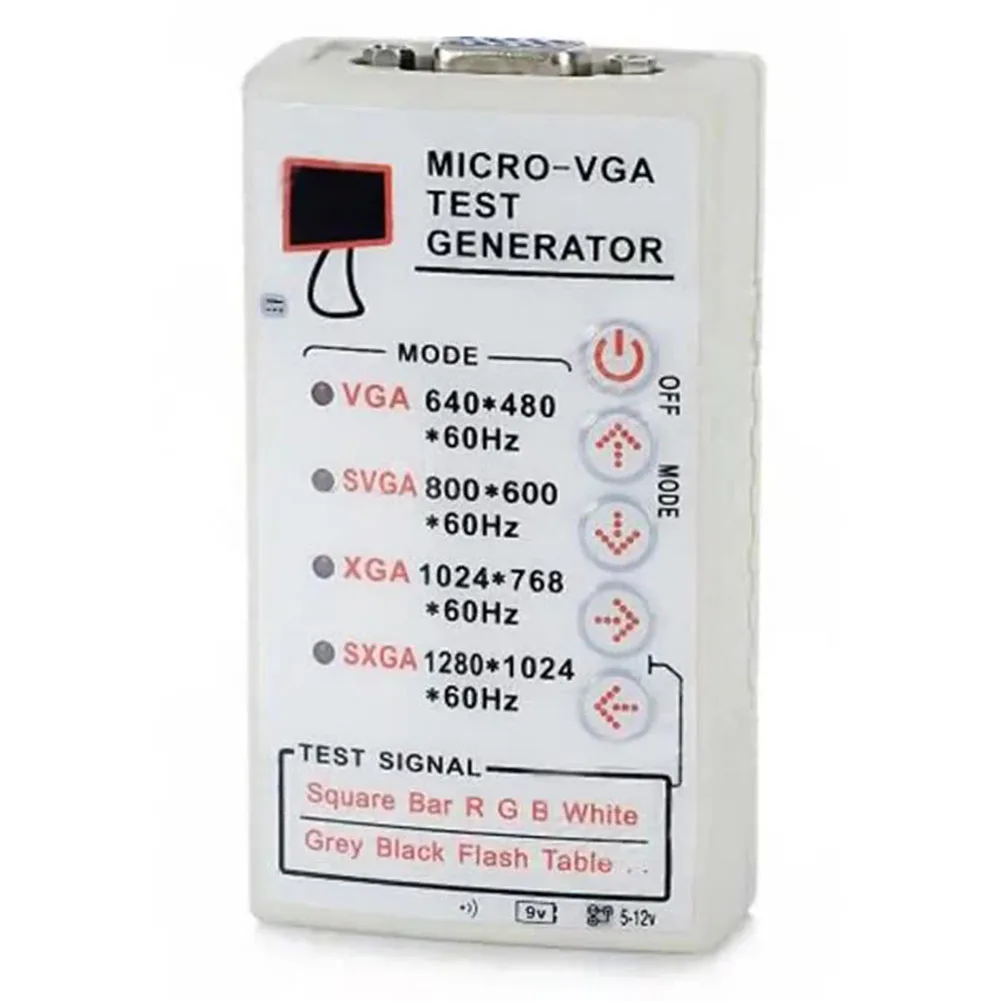 MICRO-VGA
TEST
GENERATOR
MODE
OFF
VGA 640*480
*60Hz
MODE
SVGA 800*600
*60Hz
XGA 1024*768
*60Hz
SXGA 1280*1024
*60Hz
TEST SIGNAL
Square Bar R G B White
Grey Black Flash Table ..
9v 5-12v